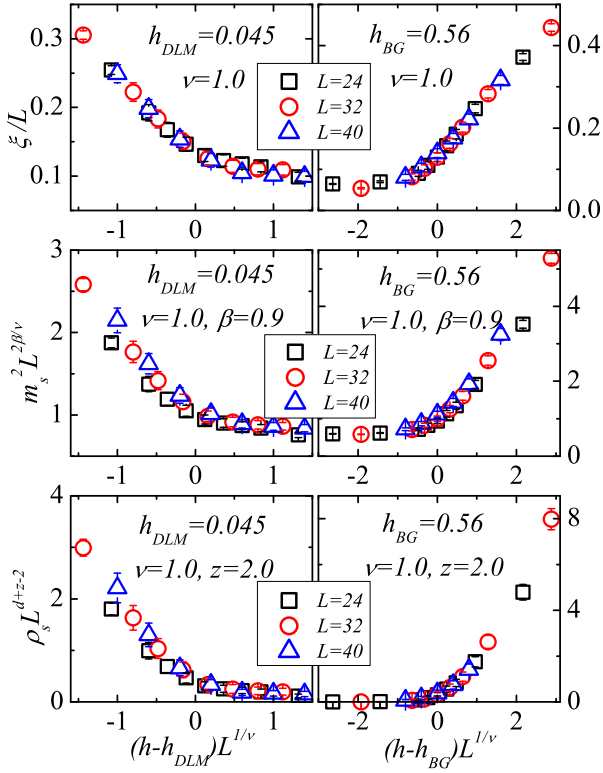 h_DLM=0.045
ν=1.0
L=24
L=32
L=40
h_BG=0.56
ν=1.0
ξ/L
0.3
0.2
0.1
-1
0
1
0.4
0.2
0.0
-2
0
2
h_DLM=0.045
ν=1.0, β=0.9
L=24
L=32
L=40
h_BG=0.56
ν=1.0, β=0.9
m_s^2 L^{2β/ν}
3
2
1
-1
0
1
4
2
0
-2
0
2
h_DLM=0.045
ν=1.0, z=2.0
L=24
L=32
L=40
h_BG=0.56
ν=1.0, z=2.0
ρ_s L^{d+z-2}
4
2
0
-1
0
1
8
4
0
-2
0
2
(h-h_DLM)L^{1/ν}
(h-h_BG)L^{1/ν}